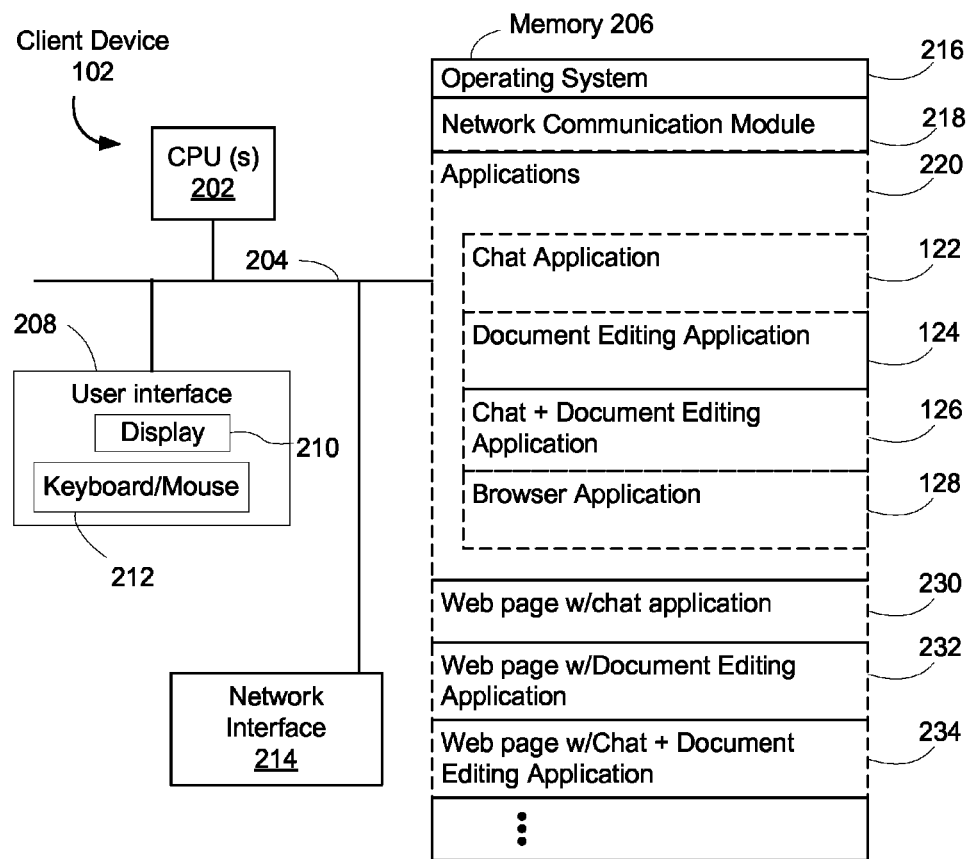 Client Device
102
CPU (s)
202
204
208
User interface
Display
210
Keyboard/Mouse
212
Network
Interface
214
Memory 206
Operating System
216
Network Communication Module
218
Applications
220
Chat Application
122
Document Editing Application
124
Chat + Document Editing
Application
126
Browser Application
128
Web page w/chat application
230
Web page w/Document Editing
Application
232
Web page w/Chat + Document
Editing Application
234